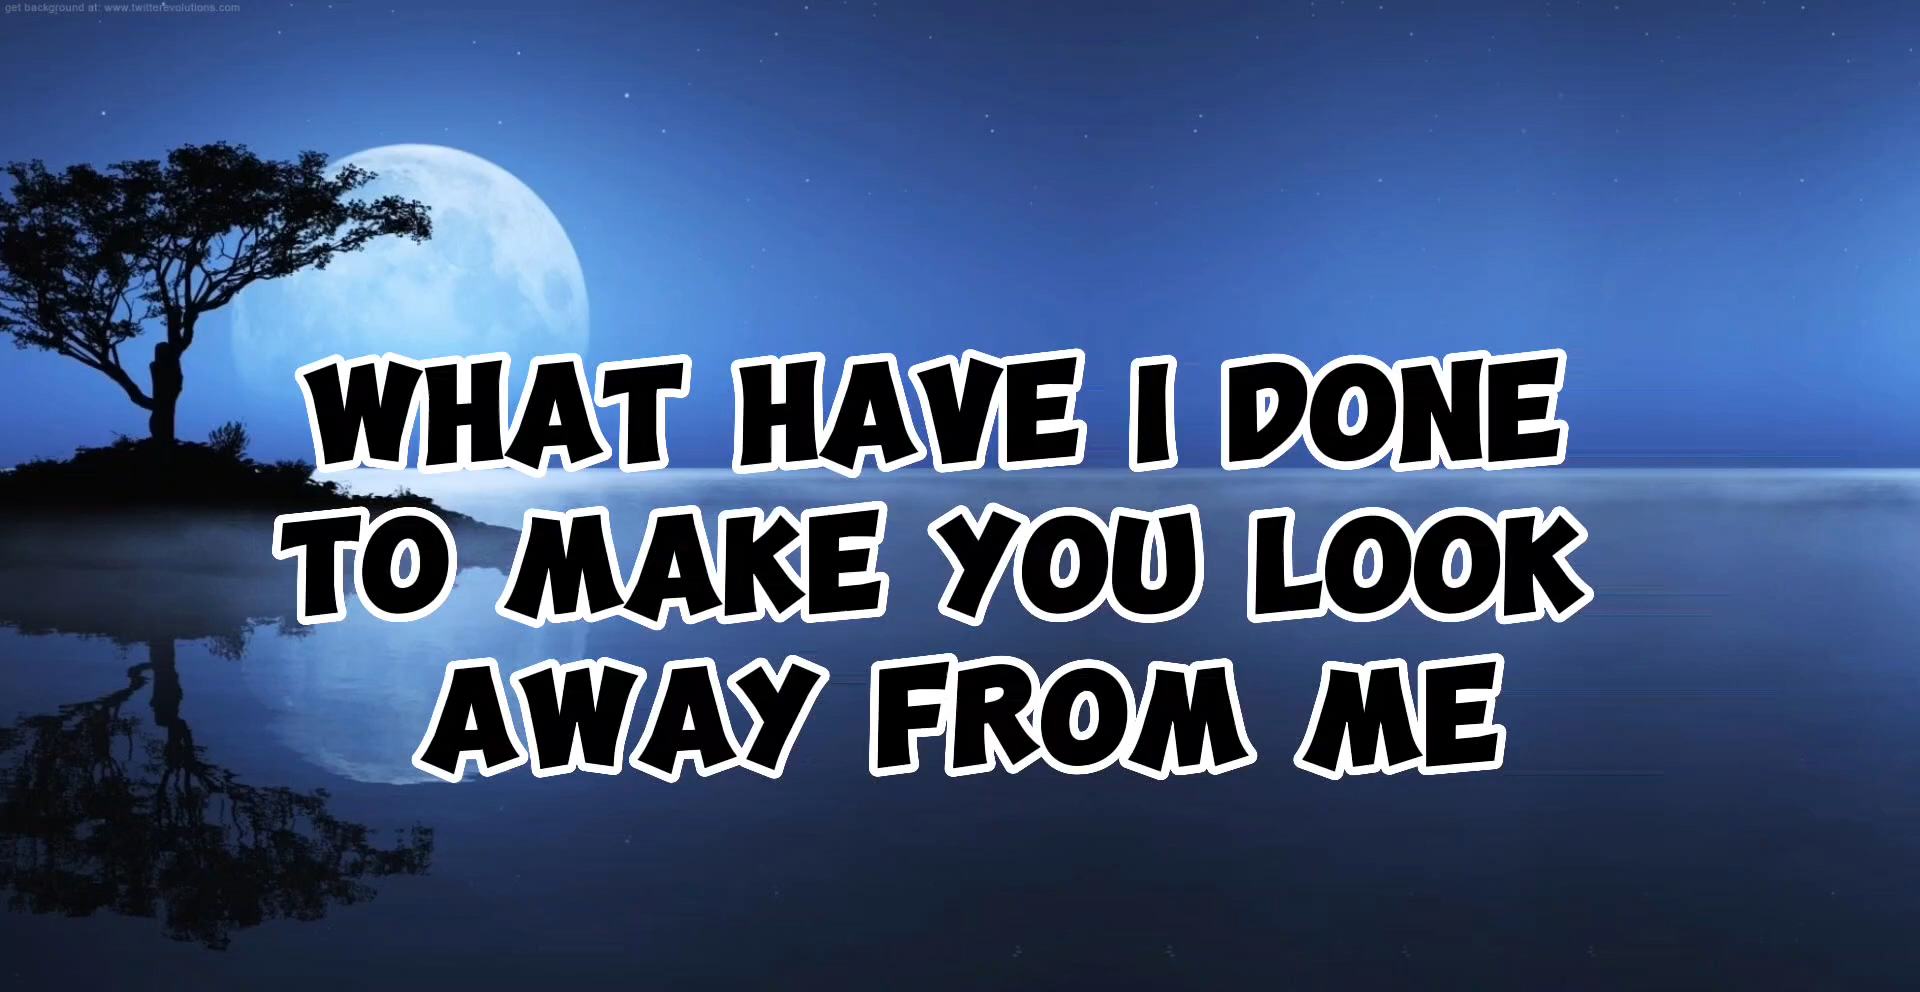 get background at: www.twitterevolutions.com
WHAT HAVE I DONE
TO MAKE YOU LOOK
AWAY FROM ME